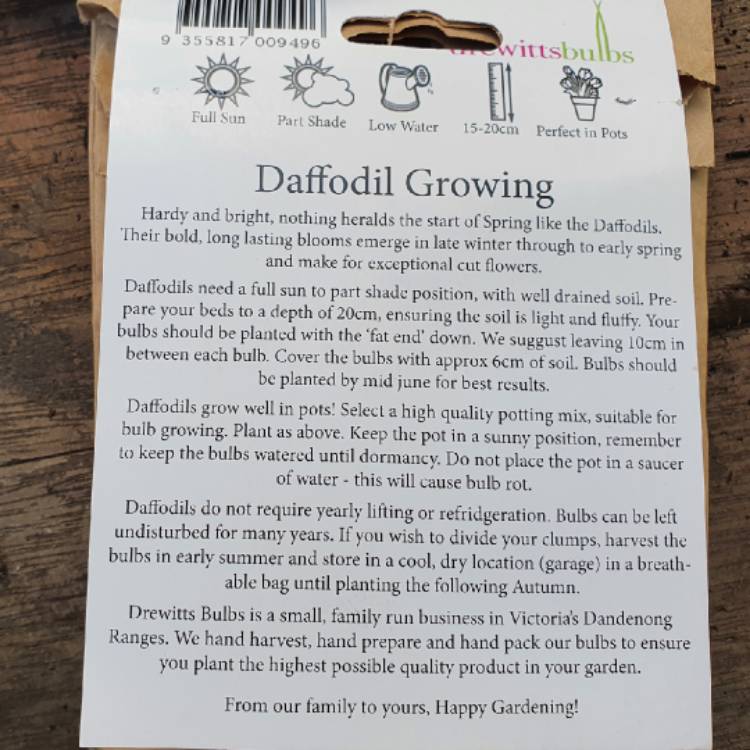 9 355817 009496
drewittsbulbs
Full Sun
Part Shade
Low Water
15-20cm
Perfect in Pots
Daffodil Growing
Hardy and bright, nothing heralds the start of Spring like the Daffodils.
Their bold, long lasting blooms emerge in late winter through to early spring
and make for exceptional cut flowers.
Daffodils need a full sun to part shade position, with well drained soil. Pre-
pare your beds to a depth of 20cm, ensuring the soil is light and fluffy. Your
bulbs should be planted with the 'fat end' down. We suggust leaving 10cm in
between each bulb. Cover the bulbs with approx 6cm of soil. Bulbs should
be planted by mid june for best results.
Daffodils grow well in pots! Select a high quality potting mix, suitable for
bulb growing. Plant as above. Keep the pot in a sunny position, remember
to keep the bulbs watered until dormancy. Do not place the pot in a saucer
of water - this will cause bulb rot.
Daffodils do not require yearly lifting or refridgeration. Bulbs can be left
undisturbed for many years. If you wish to divide your clumps, harvest the
bulbs in early summer and store in a cool, dry location (garage) in a breath-
able bag until planting the following Autumn.
Drewitts Bulbs is a small, family run business in Victoria's Dandenong
Ranges. We hand harvest, hand prepare and hand pack our bulbs to ensure
you plant the highest possible quality product in your garden.
From our family to yours, Happy Gardening!